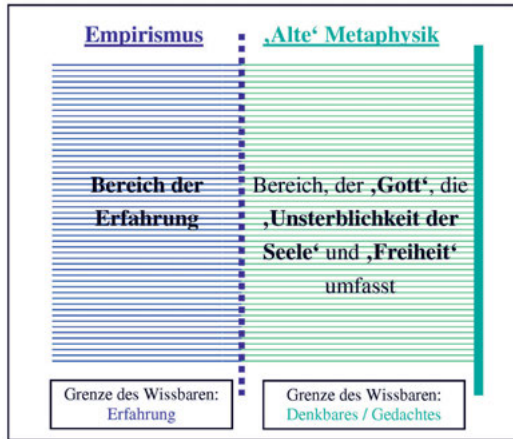 Empirismus
‚Alte‘ Metaphysik
Bereich der
Erfahrung
Bereich, der ‚Gott‘, die
‚Unsterblichkeit der
Seele‘ und ‚Freiheit‘
umfasst
Grenze des Wissbaren:
Erfahrung
Grenze des Wissbaren:
Denkbares / Gedachtes